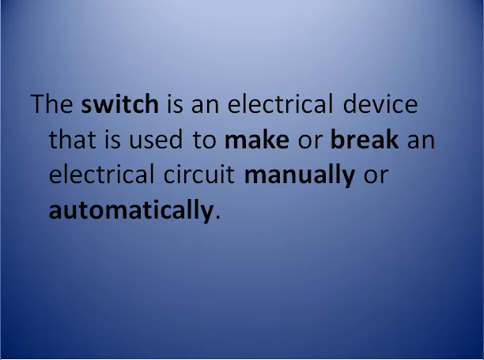 The switch is an electrical device
that is used to make or break an
electrical circuit manually or
automatically.